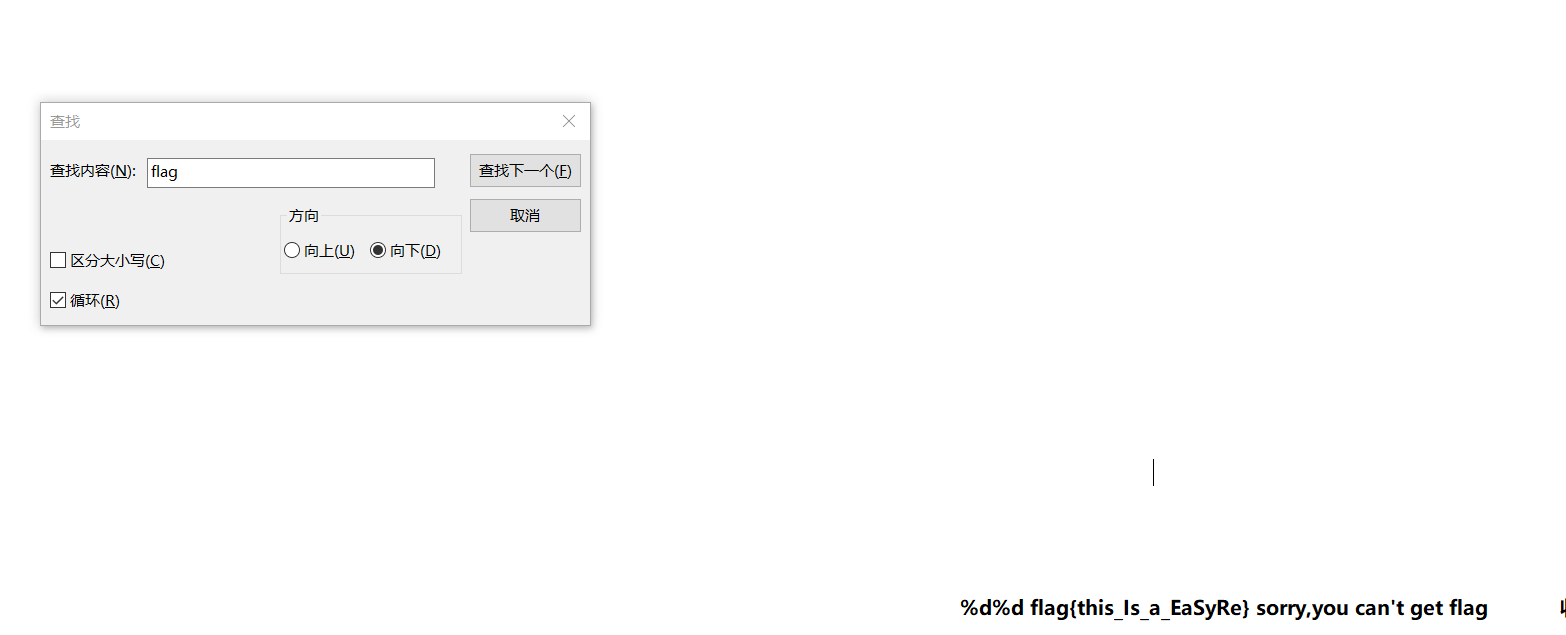 查找
查找内容(N): flag 查找下一个(F)
方向 取消
向上(U) 向下(D)
区分大小写(C)
循环(R)
%d%d flag{this_Is_a_EaSyRe} sorry,you can't get flag